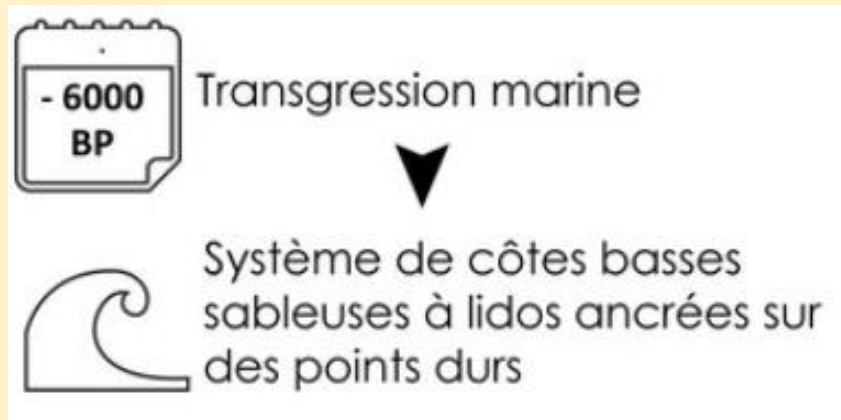 - 6000
BP
Transgression marine
Système de côtes basses
sableuses à lidos ancrées sur
des points durs